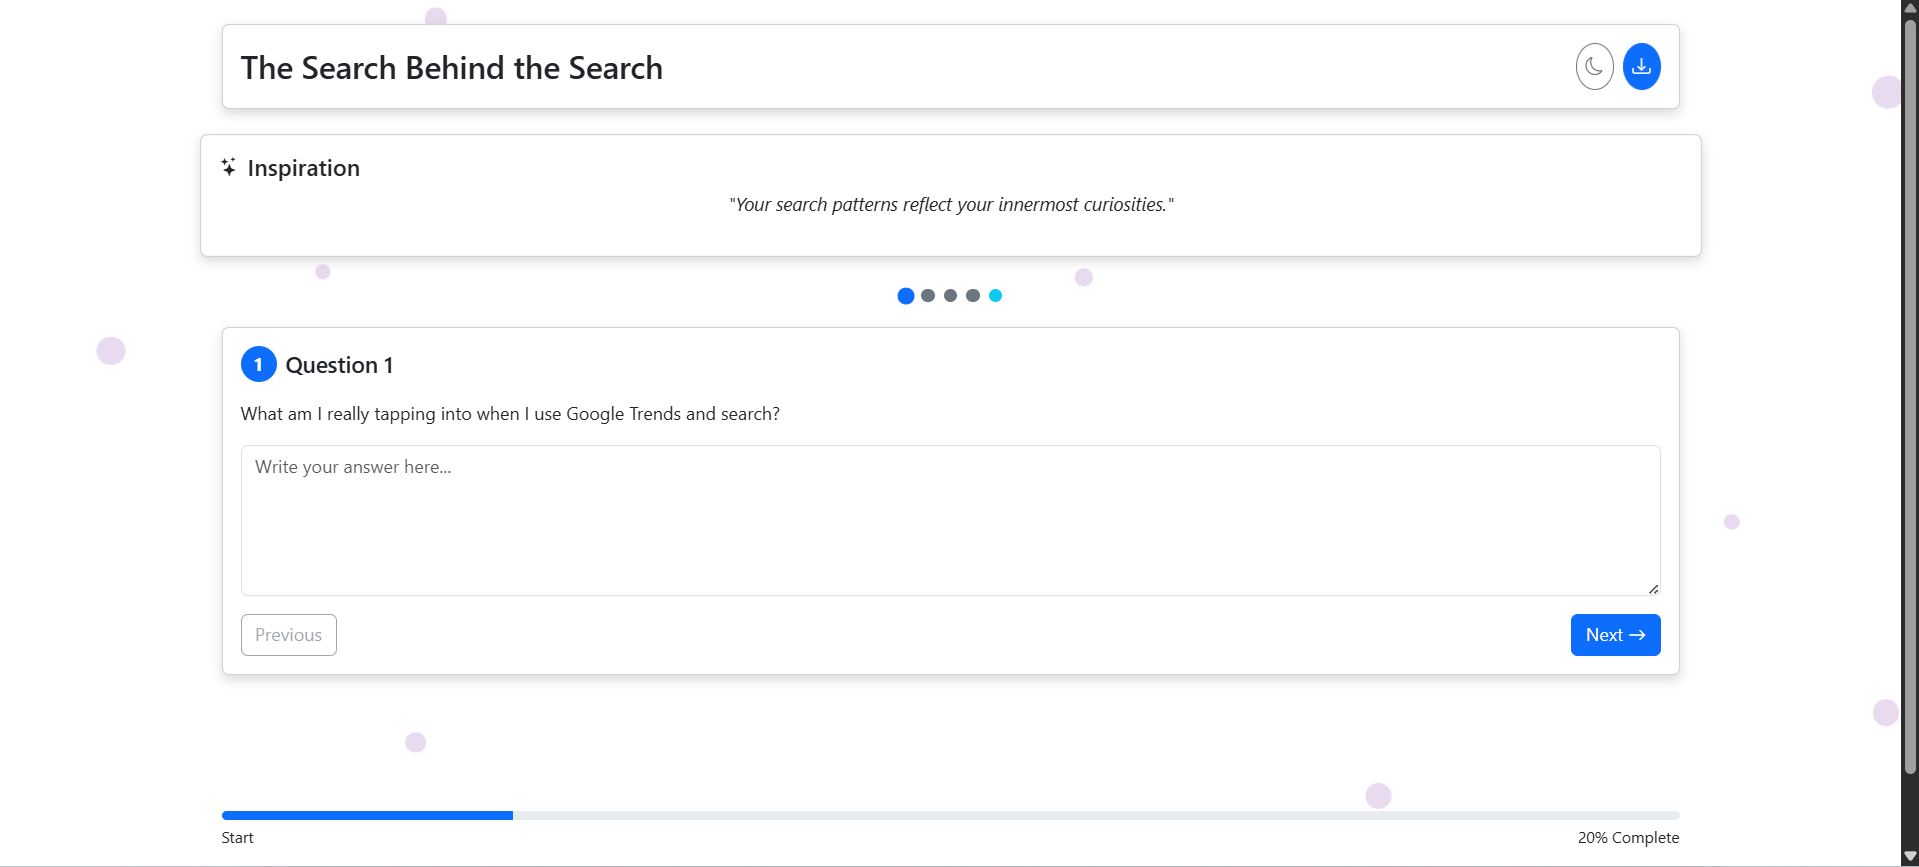 The Search Behind the Search
Inspiration
"Your search patterns reflect your innermost curiosities."
1 Question 1
What am I really tapping into when I use Google Trends and search?
Write your answer here...
Previous
Next →
Start
20% Complete